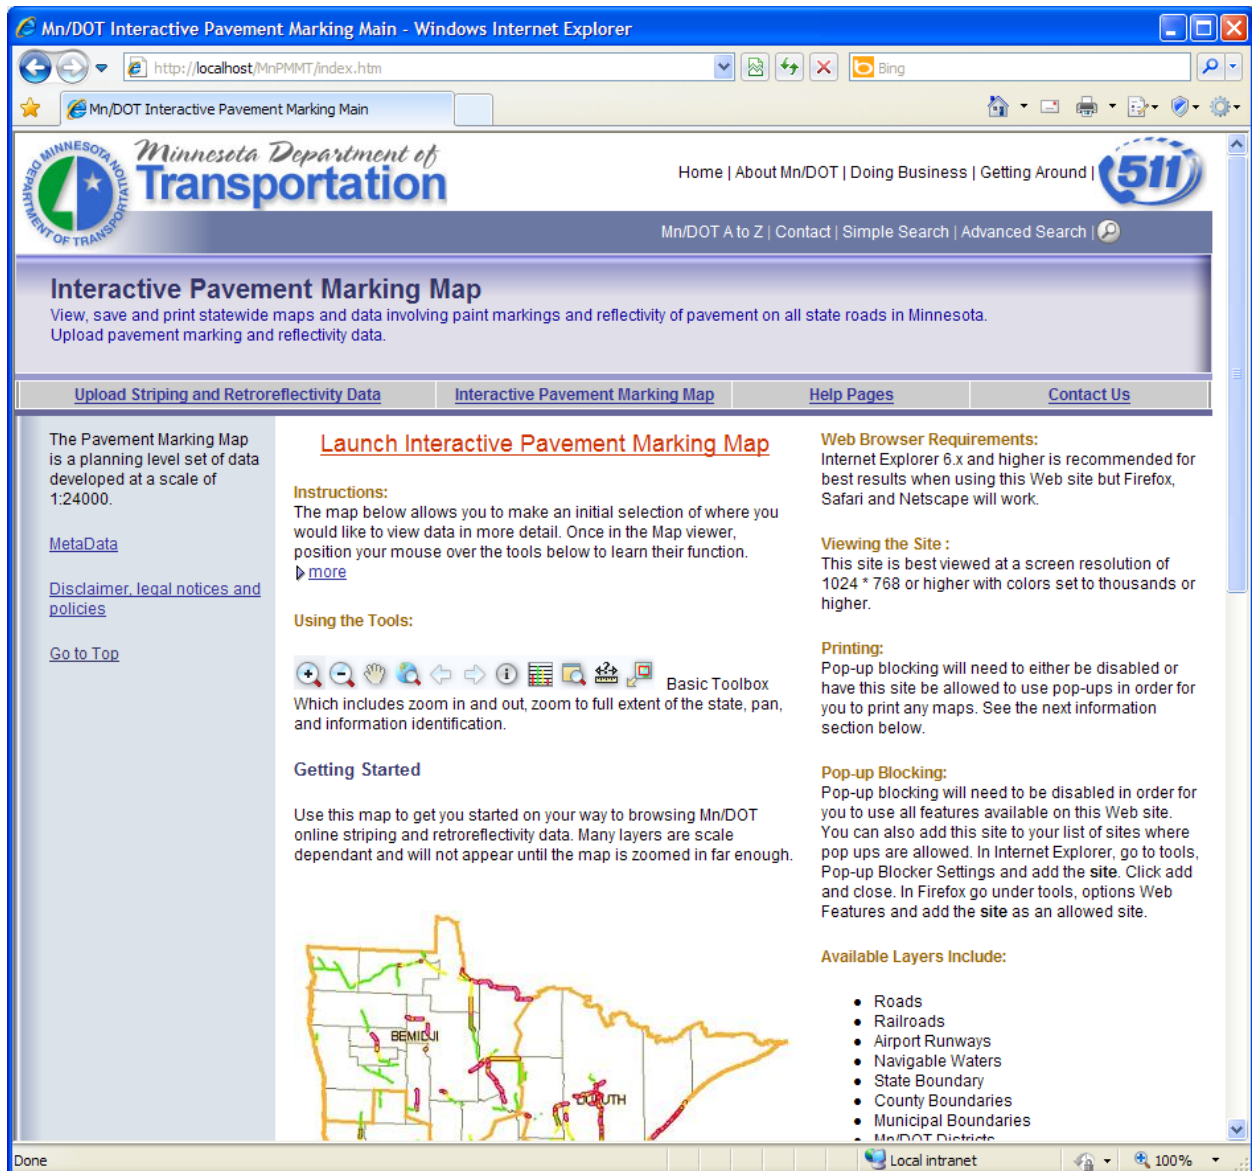 Mn/DOT Interactive Pavement Marking Main - Windows Internet Explorer
http://localhost/MnPMMT/index.htm
Bing
Mn/DOT Interactive Pavement Marking Main
MINNESOTA DEPARTMENT OF TRANSPORTATION
Minnesota Department of
Transportation
Home | About Mn/DOT | Doing Business | Getting Around |
511
Mn/DOT A to Z | Contact | Simple Search | Advanced Search |
Interactive Pavement Marking Map
View, save and print statewide maps and data involving paint markings and reflectivity of pavement on all state roads in Minnesota.
Upload pavement marking and reflectivity data.
Upload Striping and Retroreflectivity Data
Interactive Pavement Marking Map
Help Pages
Contact Us
The Pavement Marking Map
is a planning level set of data
developed at a scale of
1:24000.
MetaData
Disclaimer, legal notices and
policies
Go to Top
Launch Interactive Pavement Marking Map
Instructions:
The map below allows you to make an initial selection of where you
would like to view data in more detail. Once in the Map viewer,
position your mouse over the tools below to learn their function.
more
Using the Tools:
Basic Toolbox
Which includes zoom in and out, zoom to full extent of the state, pan,
and information identification.
Getting Started
Use this map to get you started on your way to browsing Mn/DOT
online striping and retroreflectivity data. Many layers are scale
dependant and will not appear until the map is zoomed in far enough.
BEMIDJI
DULUTH
Web Browser Requirements:
Internet Explorer 6.x and higher is recommended for
best results when using this Web site but Firefox,
Safari and Netscape will work.
Viewing the Site :
This site is best viewed at a screen resolution of
1024 * 768 or higher with colors set to thousands or
higher.
Printing:
Pop-up blocking will need to either be disabled or
have this site be allowed to use pop-ups in order for
you to print any maps. See the next information
section below.
Pop-up Blocking:
Pop-up blocking will need to be disabled in order for
you to use all features available on this Web site.
You can also add this site to your list of sites where
pop ups are allowed. In Internet Explorer, go to tools,
Pop-up Blocker Settings and add the site. Click add
and close. In Firefox go under tools, options Web
Features and add the site as an allowed site.
Available Layers Include:
• Roads
• Railroads
• Airport Runways
• Navigable Waters
• State Boundary
• County Boundaries
• Municipal Boundaries
• Mn/DOT Districts
Done
Local intranet
100%